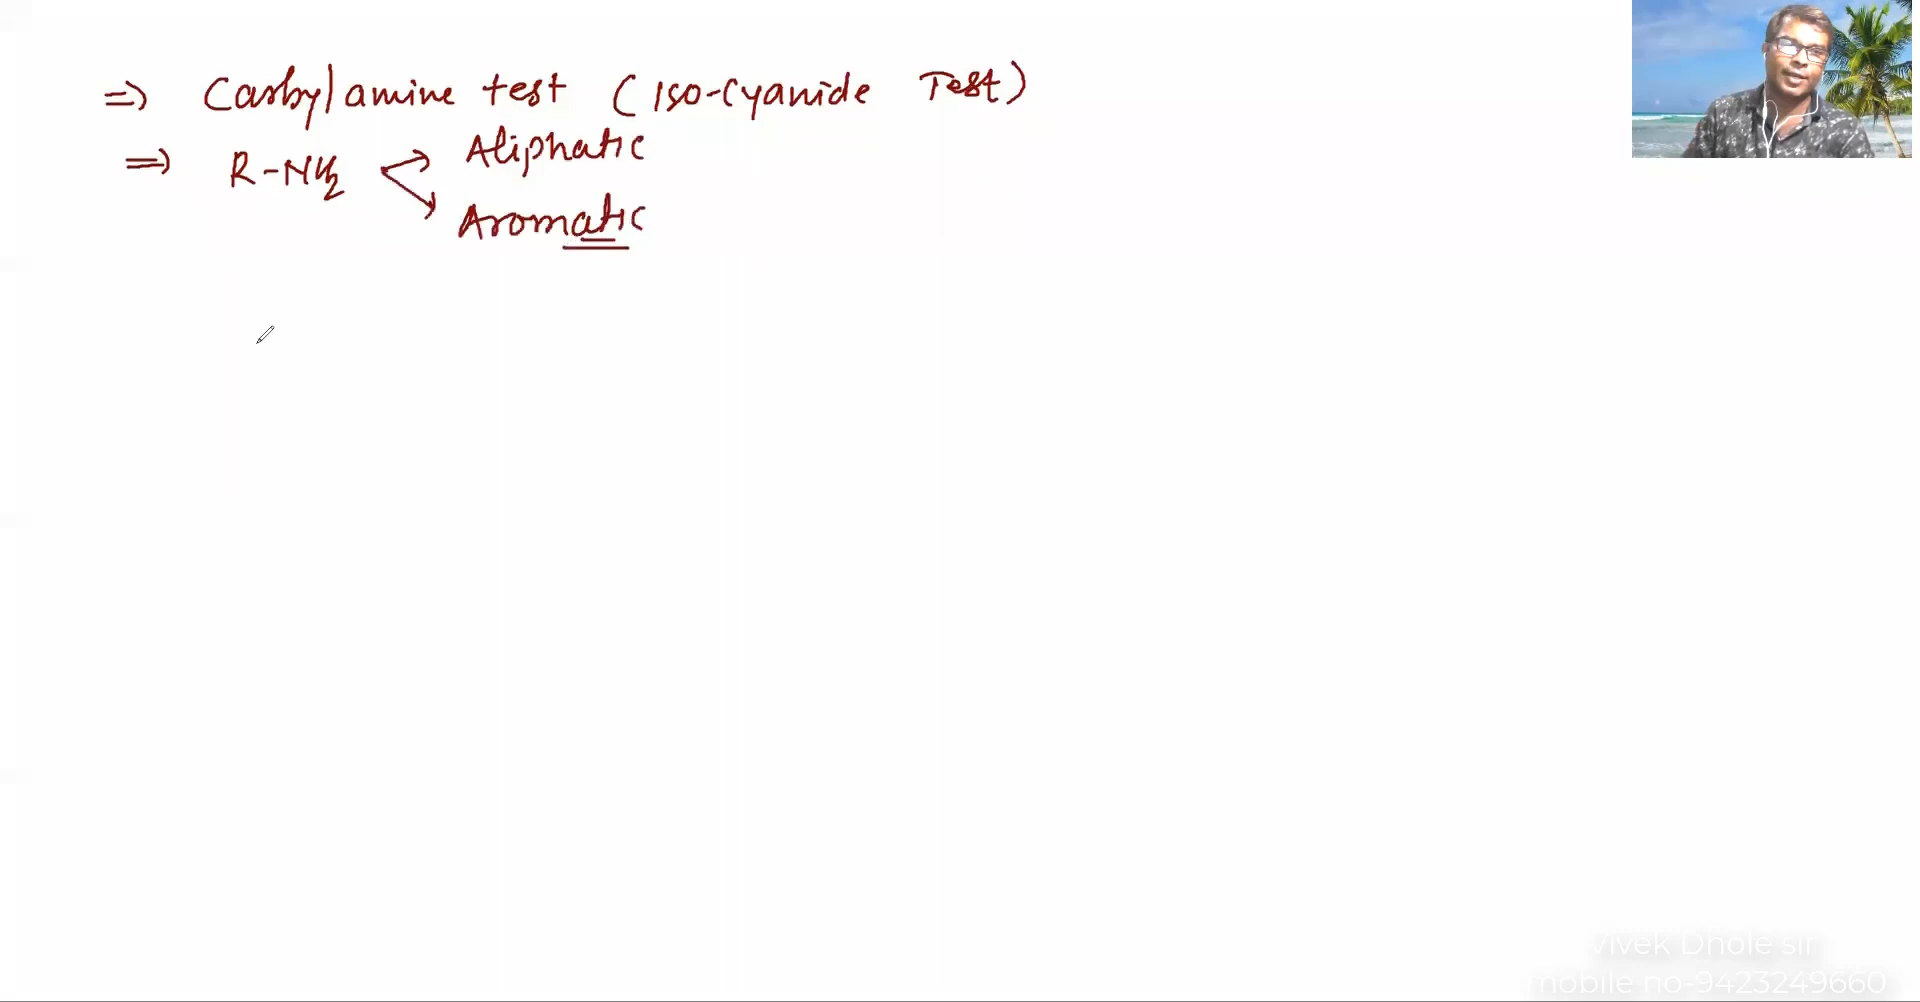 ⇒ Carbylamine test (Iso-Cyanide Test)
⇒ R-NH2 Aliphatic
Aromatic
Vivek Dhole sir
mobile no-9423249660